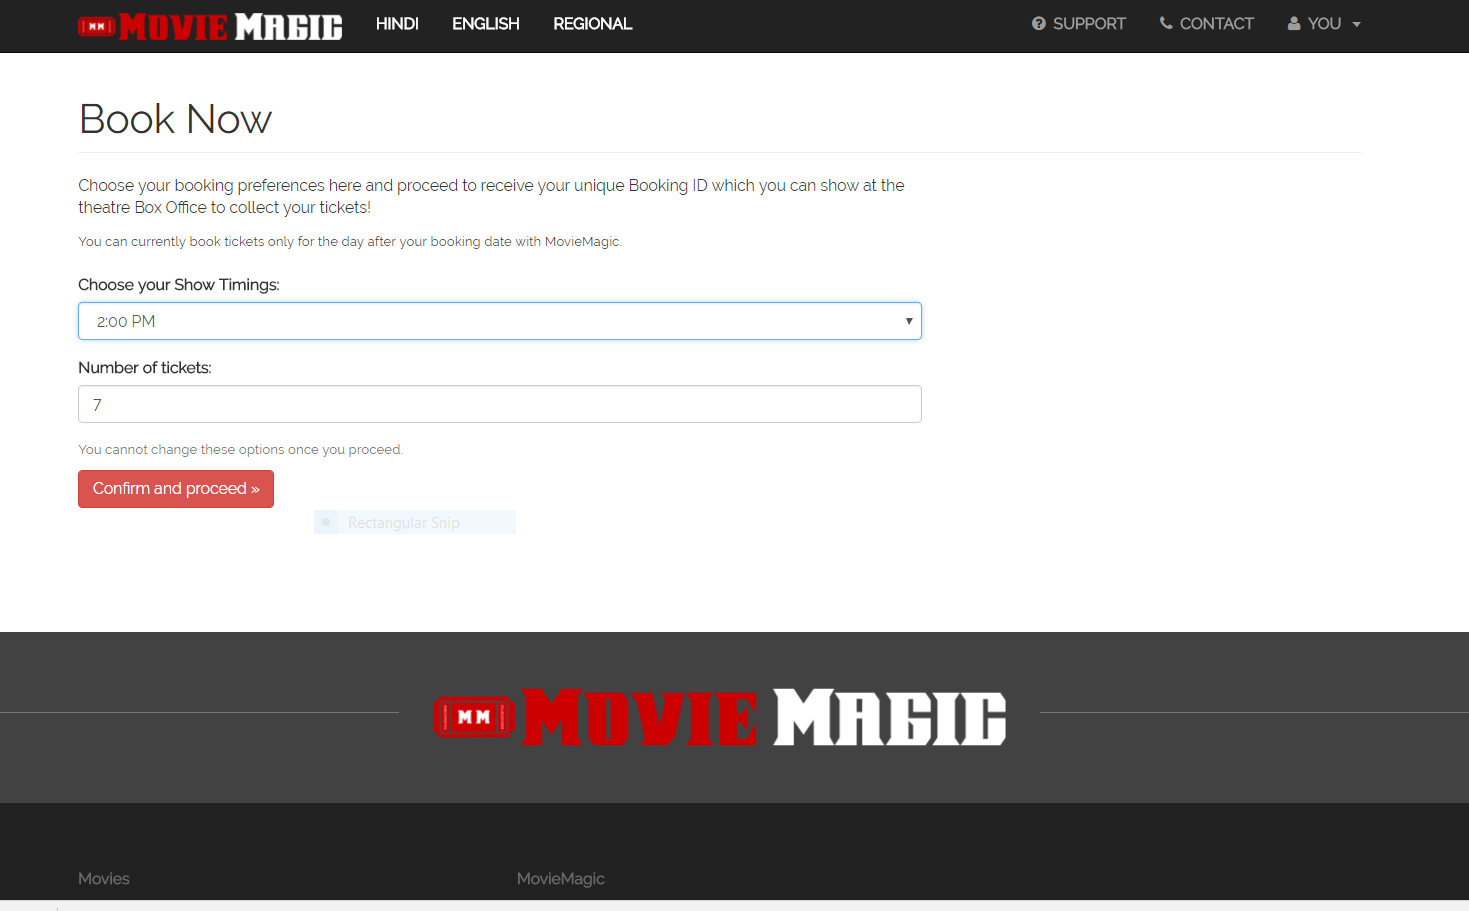 MM MOVIE MAGIC HINDI ENGLISH REGIONAL SUPPORT CONTACT YOU
Book Now
Choose your booking preferences here and proceed to receive your unique Booking ID which you can show at the
theatre Box Office to collect your tickets!
You can currently book tickets only for the day after your booking date with MovieMagic.
Choose your Show Timings:
2:00 PM
Number of tickets:
7
You cannot change these options once you proceed.
Confirm and proceed »
Rectangular Snip
MM MOVIE MAGIC
Movies MovieMagic